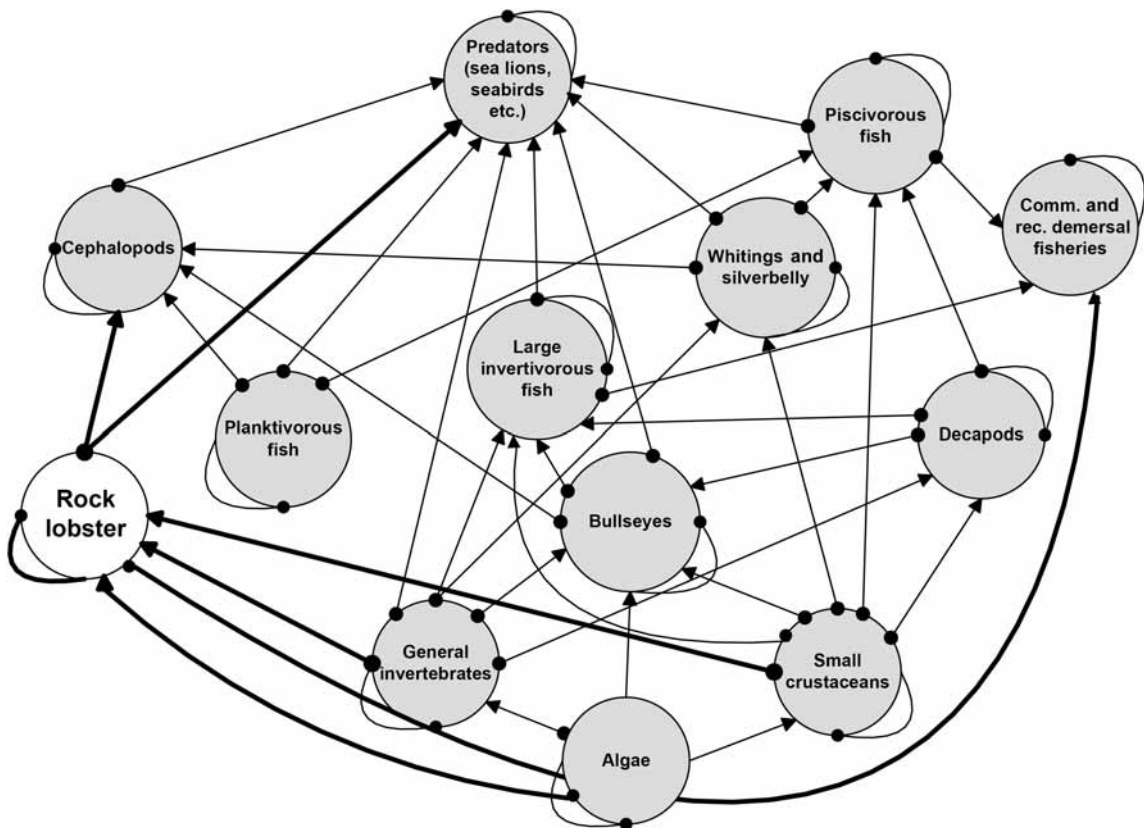 Predators
(sea lions,
seabirds
etc.)
Piscivorous
fish
Cephalopods
Whitings and
silverbelly
Comm. and
rec. demersal
fisheries
Large
invertivorous
fish
Planktivorous
fish
Decapods
Rock
lobster
Bullseyes
General
invertebrates
Small
crustaceans
Algae